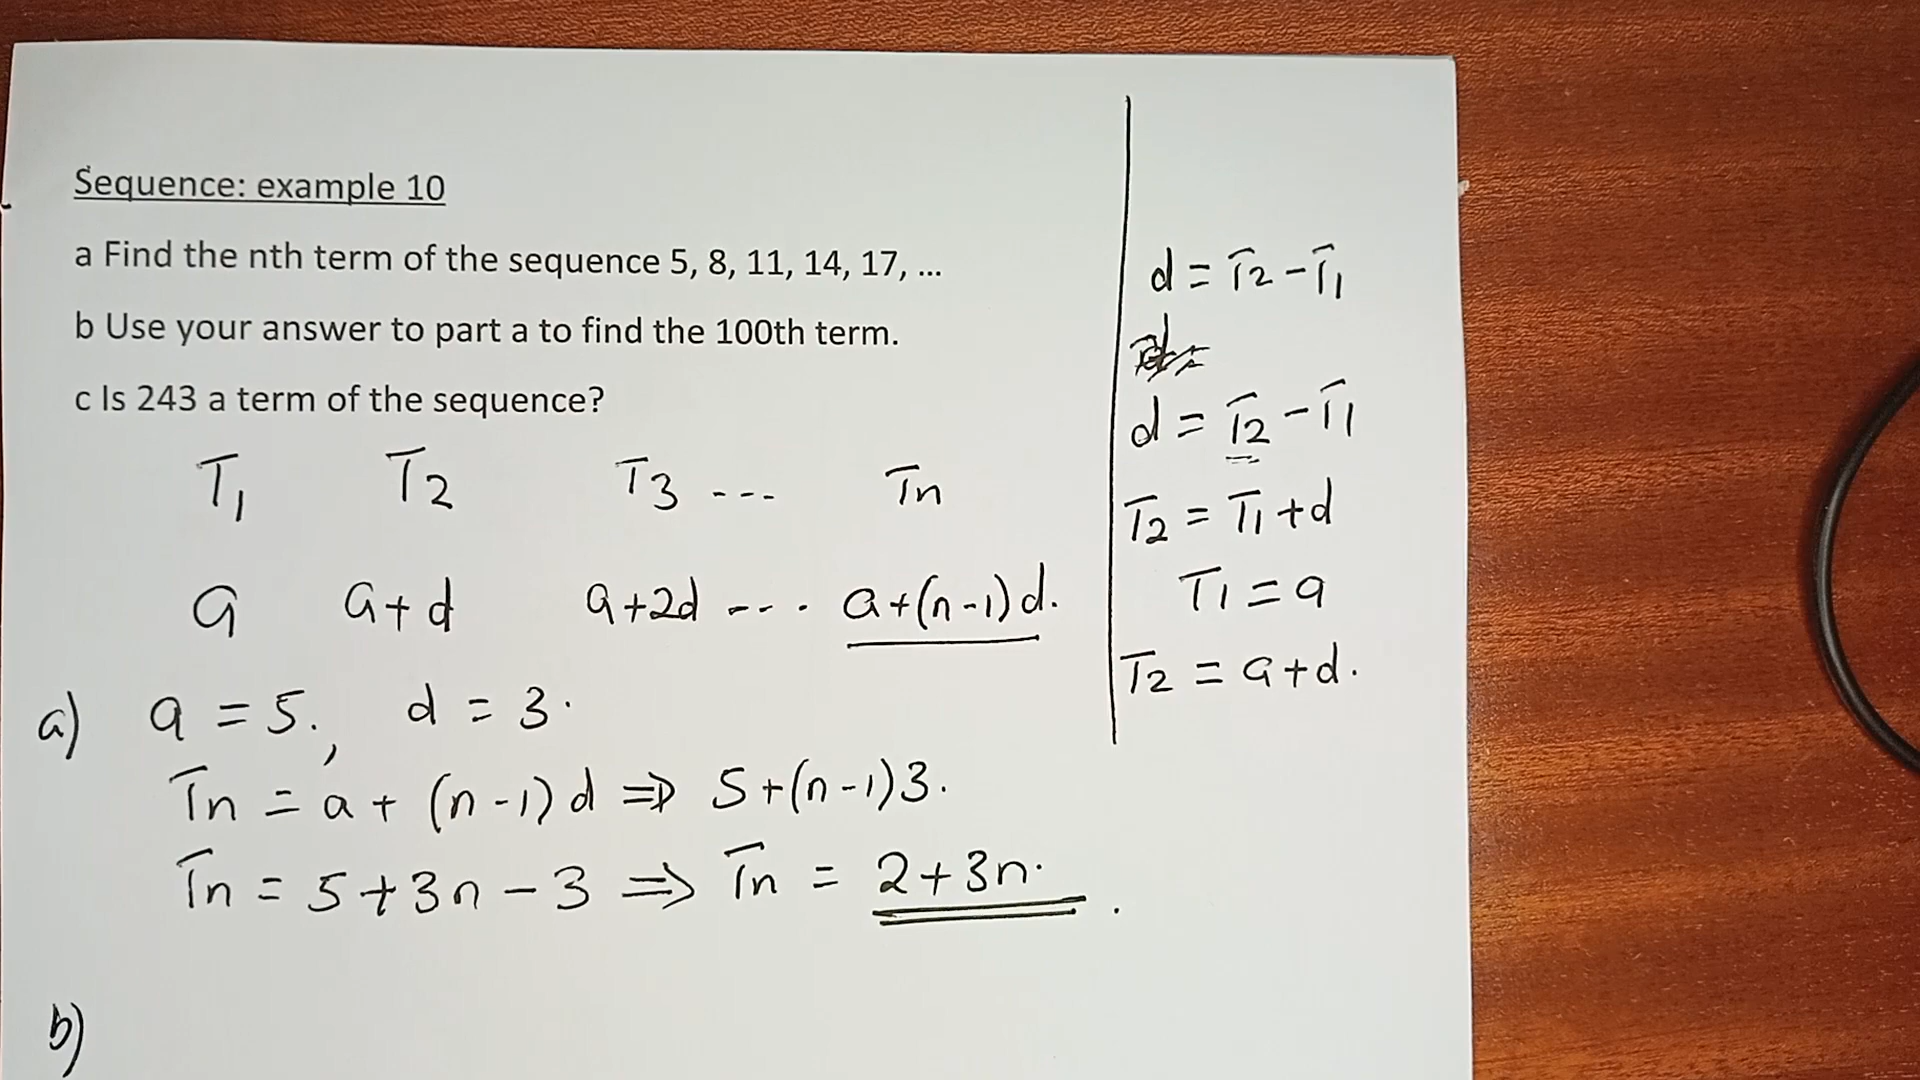 Sequence: example 10
a Find the nth term of the sequence 5, 8, 11, 14, 17, ...
b Use your answer to part a to find the 100th term.
c Is 243 a term of the sequence?
T1 T2 T3 --- Tn
a a+d a+2d --- a+(n-1)d.
a) a = 5., d = 3.
Tn = a + (n-1)d => 5+(n-1)3.
Tn = 5+3n-3 => Tn = 2+3n.
b)
d = T2-T1
d = T2-T1
T2 = T1+d
T1 = a
T2 = a+d.